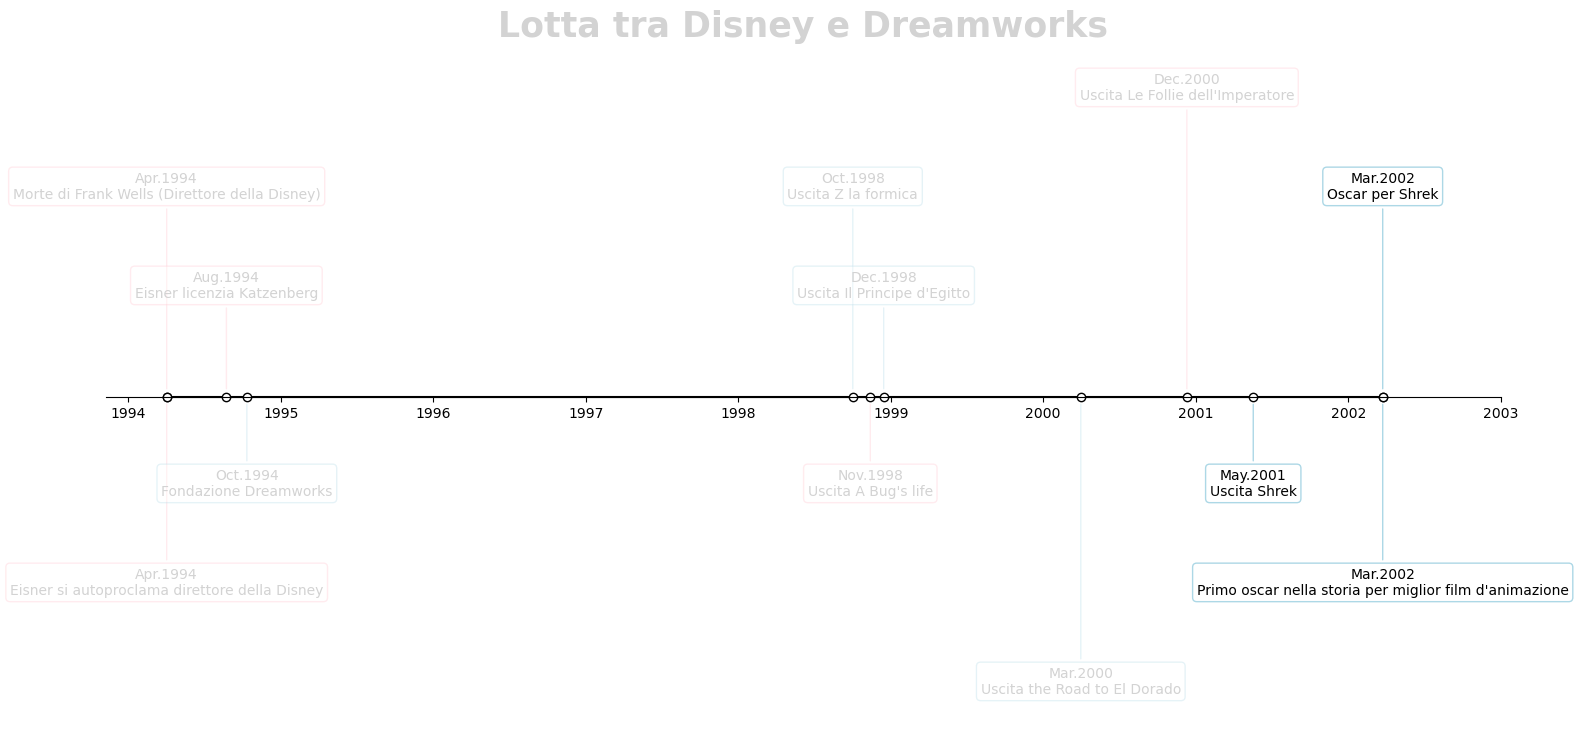 Lotta tra Disney e Dreamworks
Dec.2000
Uscita Le Follie dell'Imperatore
Apr.1994
Morte di Frank Wells (Direttore della Disney)
Oct.1998
Uscita Z la formica
Mar.2002
Oscar per Shrek
Aug.1994
Eisner licenzia Katzenberg
Dec.1998
Uscita Il Principe d'Egitto
1994
1995
1996
1997
1998
1999
2000
2001
2002
2003
Oct.1994
Fondazione Dreamworks
Nov.1998
Uscita A Bug's life
May.2001
Uscita Shrek
Apr.1994
Eisner si autoproclama direttore della Disney
Mar.2002
Primo oscar nella storia per miglior film d'animazione
Mar.2000
Uscita the Road to El Dorado